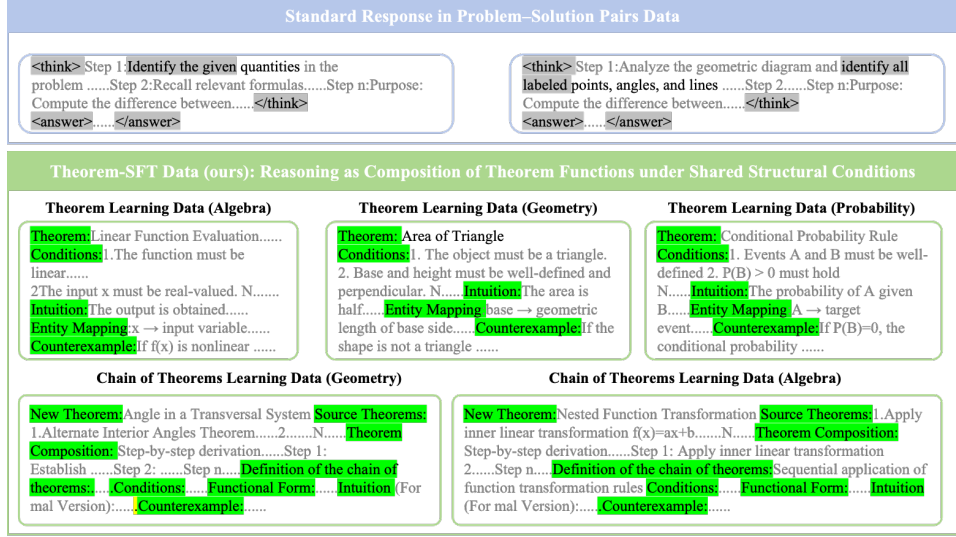 Standard Response in Problem–Solution Pairs Data
<think> Step 1:Identify the given quantities in the
problem ......Step 2:Recall relevant formulas......Step n:Purpose:
Compute the difference between......</think>
<answer>......</answer>
<think> Step 1:Analyze the geometric diagram and identify all
labeled points, angles, and lines ......Step 2......Step n:Purpose:
Compute the difference between......</think>
<answer>......</answer>
Theorem-SFT Data (ours): Reasoning as Composition of Theorem Functions under Shared Structural Conditions
Theorem Learning Data (Algebra)
Theorem:Linear Function Evaluation......
Conditions:1.The function must be
linear......
2The input x must be real-valued. N.......
Intuition:The output is obtained......
Entity Mapping:x → input variable......
Counterexample:If f(x) is nonlinear ......
Theorem Learning Data (Geometry)
Theorem: Area of Triangle
Conditions:1. The object must be a triangle.
2. Base and height must be well-defined and
perpendicular. N......Intuition:The area is
half......Entity Mapping base → geometric
length of base side......Counterexample:If the
shape is not a triangle ......
Theorem Learning Data (Probability)
Theorem: Conditional Probability Rule
Conditions:1. Events A and B must be well-
defined 2. P(B) > 0 must hold
N......Intuition:The probability of A given
B......Entity Mapping A → target
event......Counterexample:If P(B)=0, the
conditional probability ......
Chain of Theorems Learning Data (Geometry)
New Theorem:Angle in a Transversal System Source Theorems:
1.Alternate Interior Angles Theorem......2......N......Theorem
Composition: Step-by-step derivation......Step 1:
Establish ......Step 2: ......Step n.....Definition of the chain of
theorems:......Conditions:......Functional Form:......Intuition (For
mal Version):......Counterexample:......
Chain of Theorems Learning Data (Algebra)
New Theorem:Nested Function Transformation Source Theorems:1.Apply
inner linear transformation f(x)=ax+b.......N......Theorem Composition:
Step-by-step derivation......Step 1: Apply inner linear transformation
2......Step n.....Definition of the chain of theorems:Sequential application of
function transformation rules Conditions:......Functional Form:......Intuition
(For mal Version):......Counterexample:......